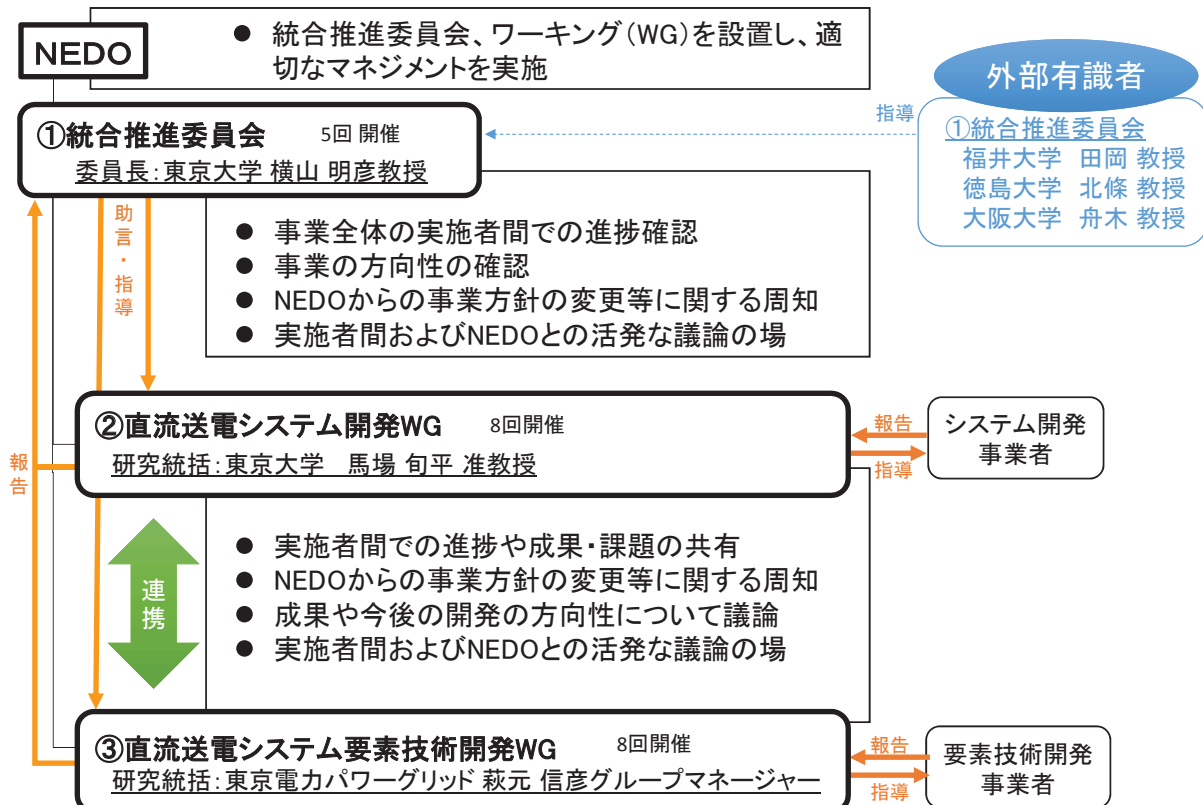 NEDO
● 統合推進委員会、ワーキング(WG)を設置し、適
切なマネジメントを実施
外部有識者
指導
①統合推進委員会
福井大学 田岡 教授
徳島大学 北條 教授
大阪大学 舟木 教授
①統合推進委員会 5回 開催
委員長:東京大学 横山 明彦教授
助言・指導
● 事業全体の実施者間での進捗確認
● 事業の方向性の確認
● NEDOからの事業方針の変更等に関する周知
● 実施者間およびNEDOとの活発な議論の場
②直流送電システム開発WG 8回開催
研究統括:東京大学 馬場 旬平 准教授
報告
指導
システム開発
事業者
報告
連携
● 実施者間での進捗や成果・課題の共有
● NEDOからの事業方針の変更等に関する周知
● 成果や今後の開発の方向性について議論
● 実施者間およびNEDOとの活発な議論の場
③直流送電システム要素技術開発WG 8回開催
研究統括:東京電力パワーグリッド 萩元 信彦グループマネージャー
報告
指導
要素技術開発
事業者